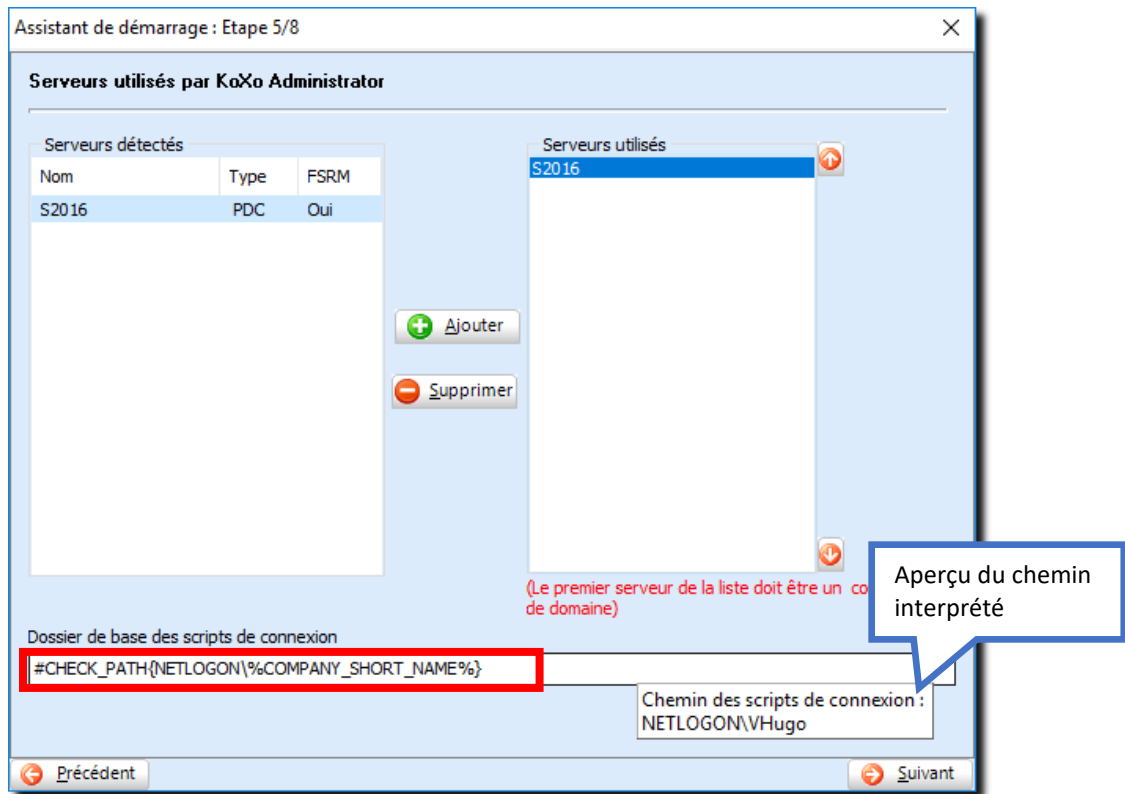 Assistant de démarrage : Etape 5/8
Serveurs utilisés par KoXo Administrator
Serveurs détectés
Nom Type FSRM
S2016 PDC Oui
Ajouter
Supprimer
Serveurs utilisés
S2016
(Le premier serveur de la liste doit être un co
de domaine)
Aperçu du chemin
interprété
Dossier de base des scripts de connexion
#CHECK_PATH{NETLOGON\%COMPANY_SHORT_NAME%}
Chemin des scripts de connexion :
NETLOGON\VHugo
Précédent
Suivant